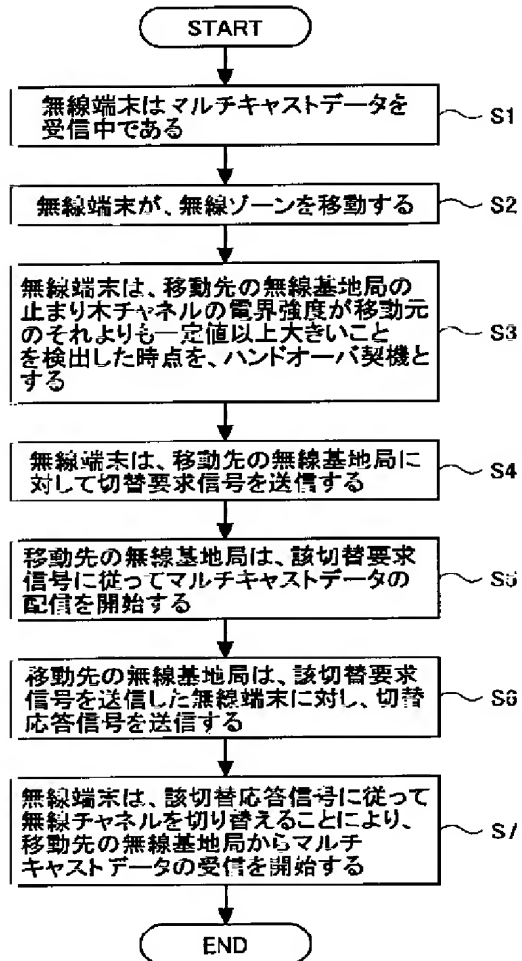 START
無線端末はマルチキャストデータを
受信中である
S1
無線端末が、無線ゾーンを移動する
S2
無線端末は、移動先の無線基地局の
止まり木チャネルの電界強度が移動元
のそれよりも一定値以上大きいこと
を検出した時点を、ハンドオーバ契機と
する
S3
無線端末は、移動先の無線基地局に
対して切替要求信号を送信する
S4
移動先の無線基地局は、該切替要求
信号に従ってマルチキャストデータの
配信を開始する
S5
移動先の無線基地局は、該切替要求
信号を送信した無線端末に対し、切替
応答信号を送信する
S6
無線端末は、該切替応答信号に従って
無線チャネルを切り替えることにより、
移動先の無線基地局からマルチ
キャストデータの受信を開始する
S7
END